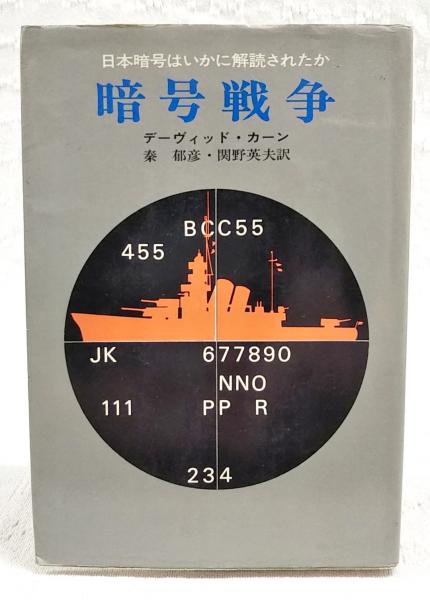 日本暗号はいかに解読されたか
暗号戦争
デーヴィッド・カーン
秦 郁彦・関野英夫訳
BCC55
455
JK 677890
NNO
111 PP R
234